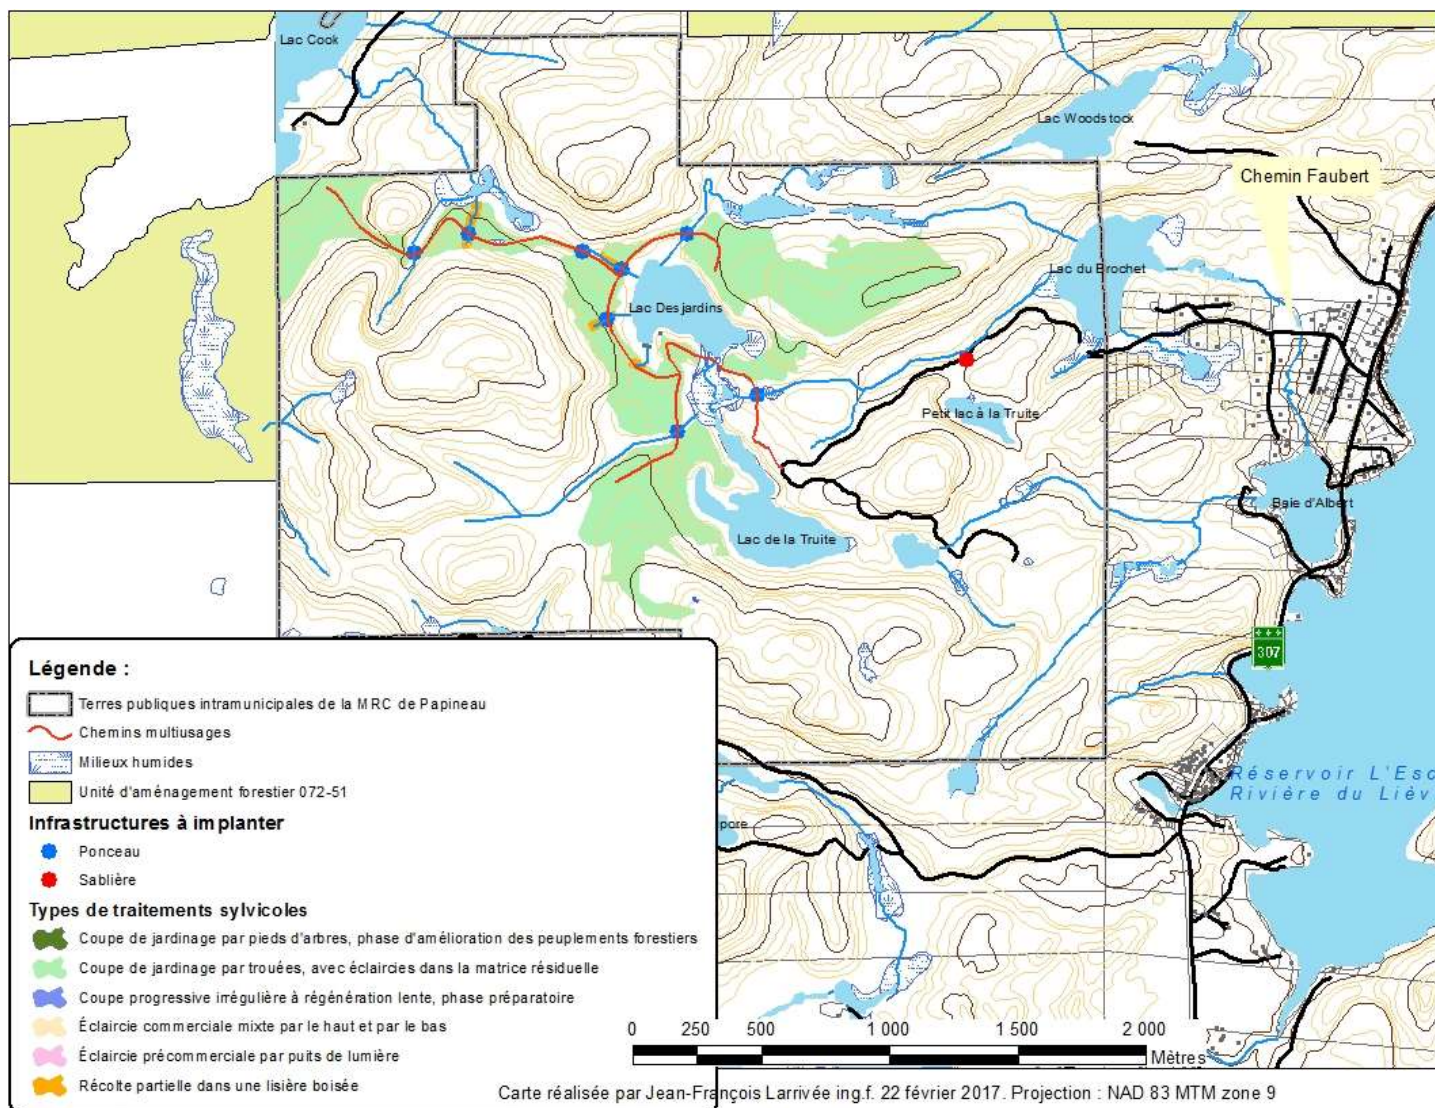 Lac Cook
Lac Woodstock
Chemin Faubert
Lac du Brochet
Lac Desjardins
Petit lac à la Truite
Baie d'Albert
Lac de la Truite
307
Légende :
Terres publiques intramunicipales de la MRC de Papineau
Chemins multiusages
Milieux humides
Unité d'aménagement forestier 072-51
Infrastructures à implanter
Ponceau
Sablière
Types de traitements sylvicoles
Coupe de jardinage par pieds d'arbres, phase d'amélioration des peuplements forestiers
Coupe de jardinage par trouées, avec éclaircies dans la matrice résiduelle
Coupe progressive irrégulière à régénération lente, phase préparatoire
Éclaircie commerciale mixte par le haut et par le bas
Éclaircie précommerciale par puits de lumière
Récolte partielle dans une lisière boisée
Réservoir L'Esc
Rivière du Lièv
pore
0 250 500 1 000 1 500 2 000
Mètres
Carte réalisée par Jean-François Larrivée ing.f. 22 février 2017. Projection : NAD 83 MTM zone 9